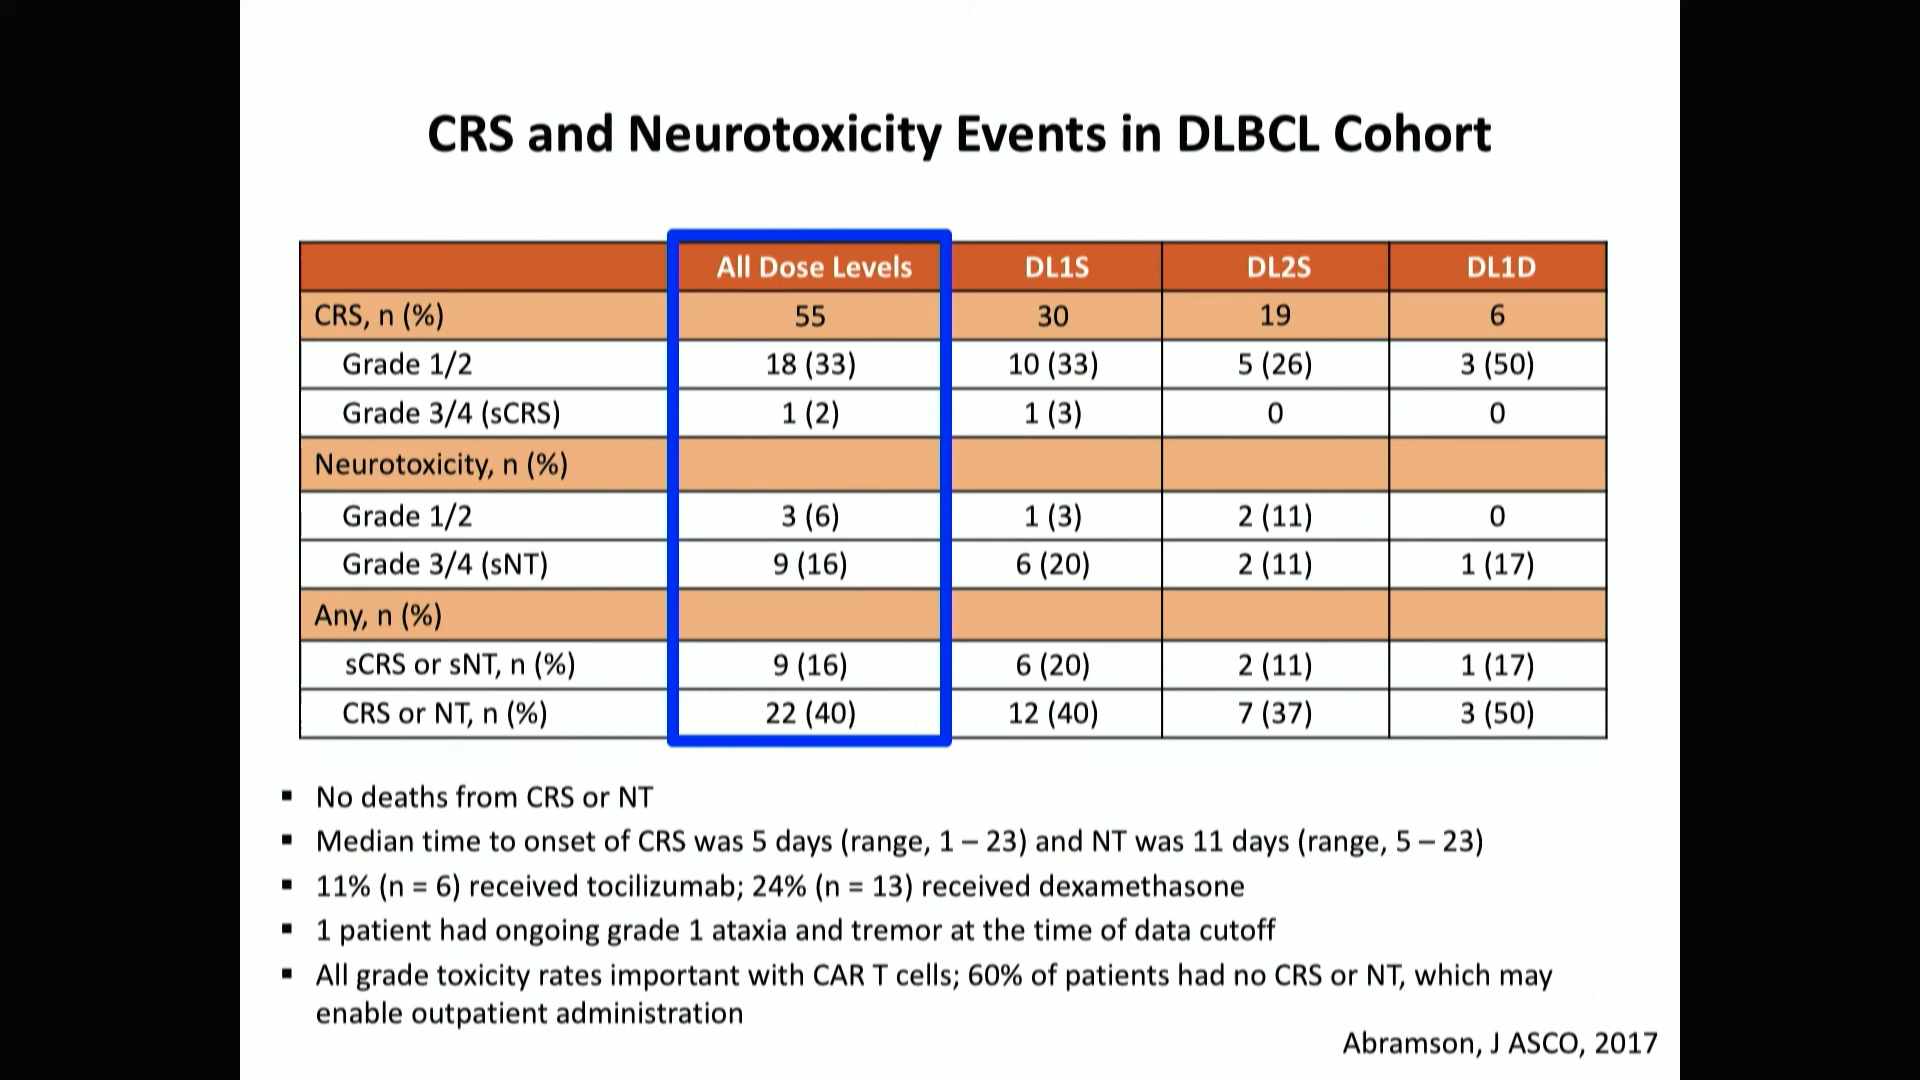 CRS and Neurotoxicity Events in DLBCL Cohort
All Dose Levels DL1S DL2S DL1D
CRS, n (%) 55 30 19 6
Grade 1/2 18 (33) 10 (33) 5 (26) 3 (50)
Grade 3/4 (sCRS) 1 (2) 1 (3) 0 0
Neurotoxicity, n (%)
Grade 1/2 3 (6) 1 (3) 2 (11) 0
Grade 3/4 (sNT) 9 (16) 6 (20) 2 (11) 1 (17)
Any, n (%)
sCRS or sNT, n (%) 9 (16) 6 (20) 2 (11) 1 (17)
CRS or NT, n (%) 22 (40) 12 (40) 7 (37) 3 (50)
▪ No deaths from CRS or NT
▪ Median time to onset of CRS was 5 days (range, 1 – 23) and NT was 11 days (range, 5 – 23)
▪ 11% (n = 6) received tocilizumab; 24% (n = 13) received dexamethasone
▪ 1 patient had ongoing grade 1 ataxia and tremor at the time of data cutoff
▪ All grade toxicity rates important with CAR T cells; 60% of patients had no CRS or NT, which may
enable outpatient administration
Abramson, J ASCO, 2017